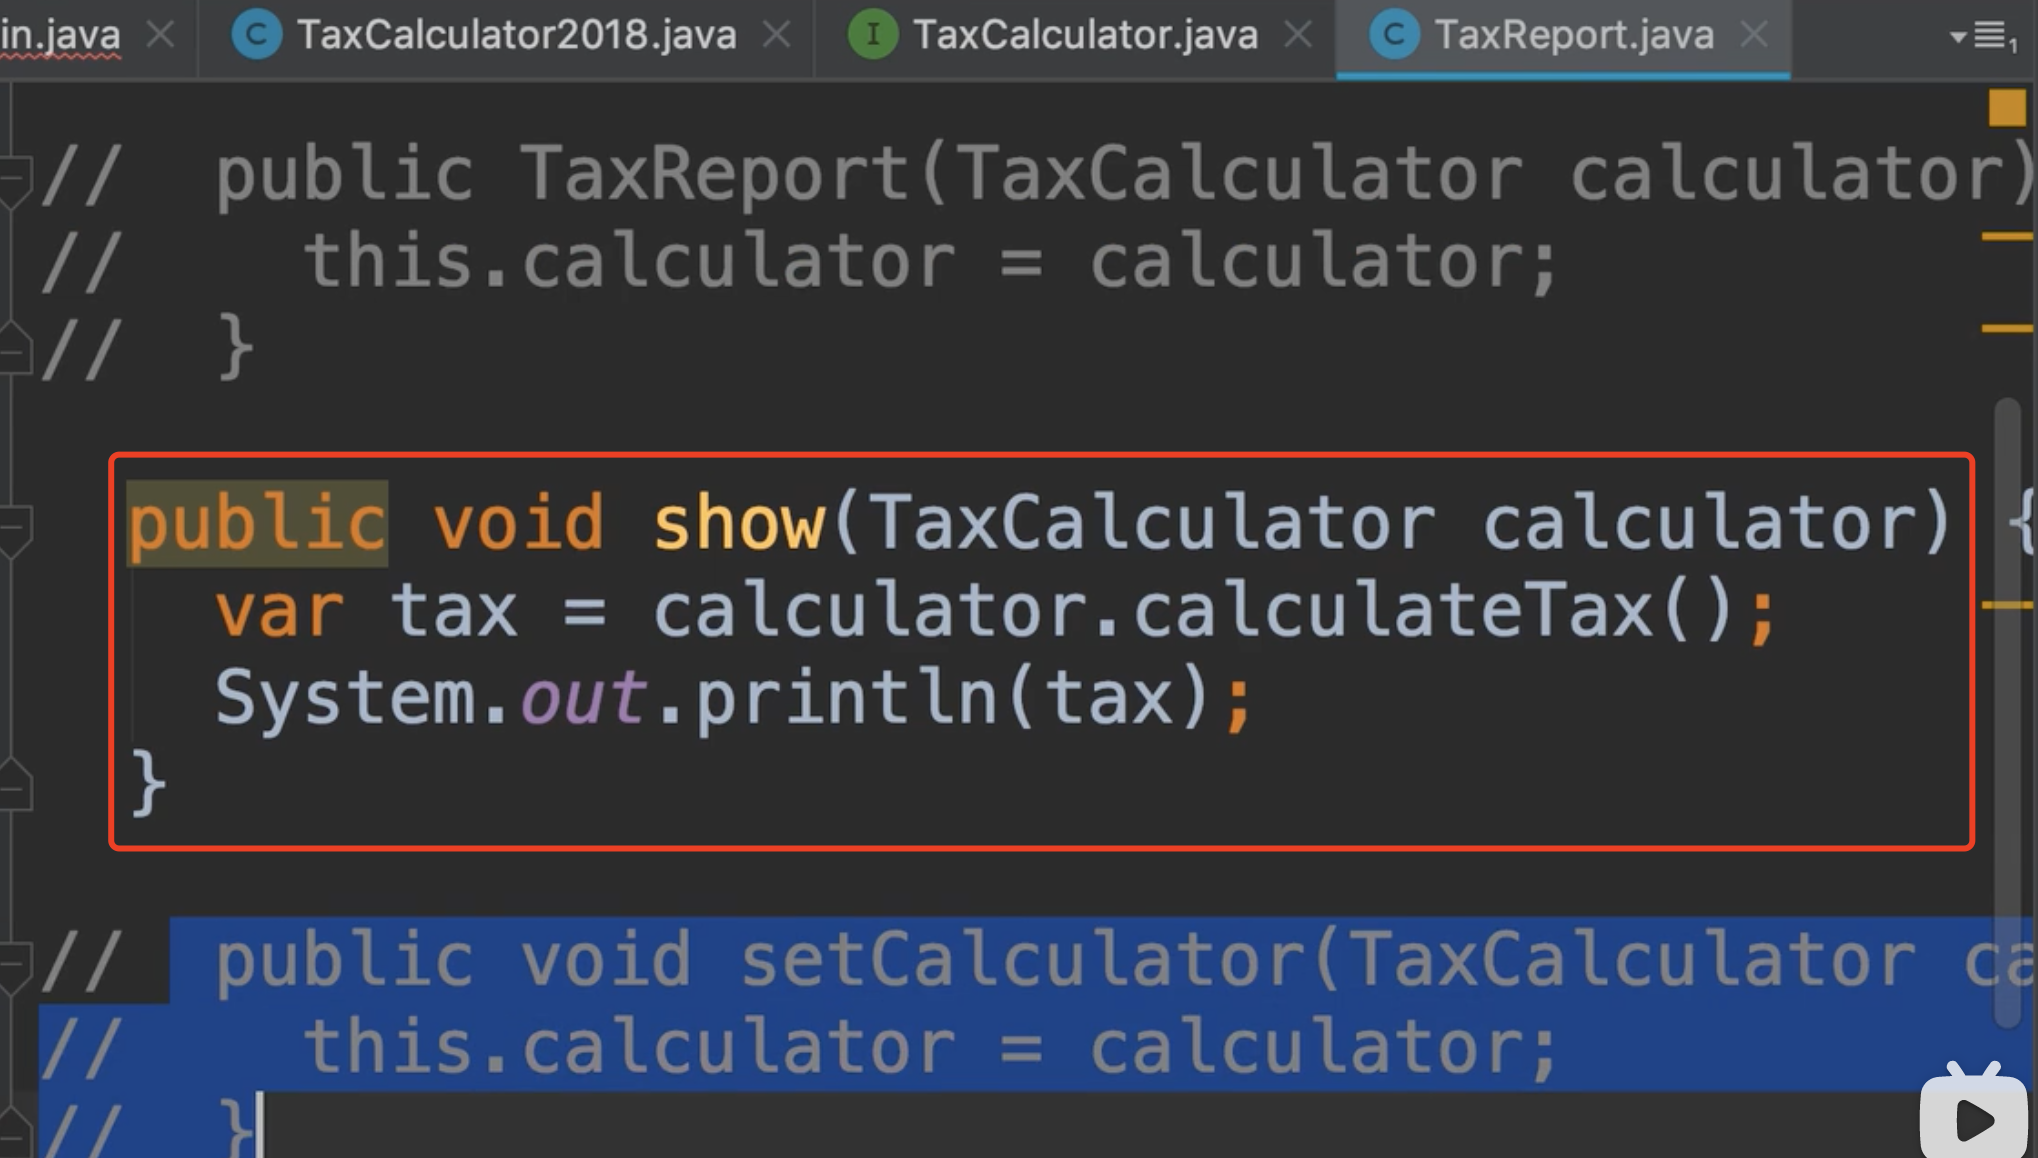 in.java TaxCalculator2018.java TaxCalculator.java TaxReport.java 1
// public TaxReport(TaxCalculator calculator)
// this.calculator = calculator;
// }
public void show(TaxCalculator calculator) {
var tax = calculator.calculateTax();
System.out.println(tax);
}
// public void setCalculator(TaxCalculator ca
// this.calculator = calculator;
// }